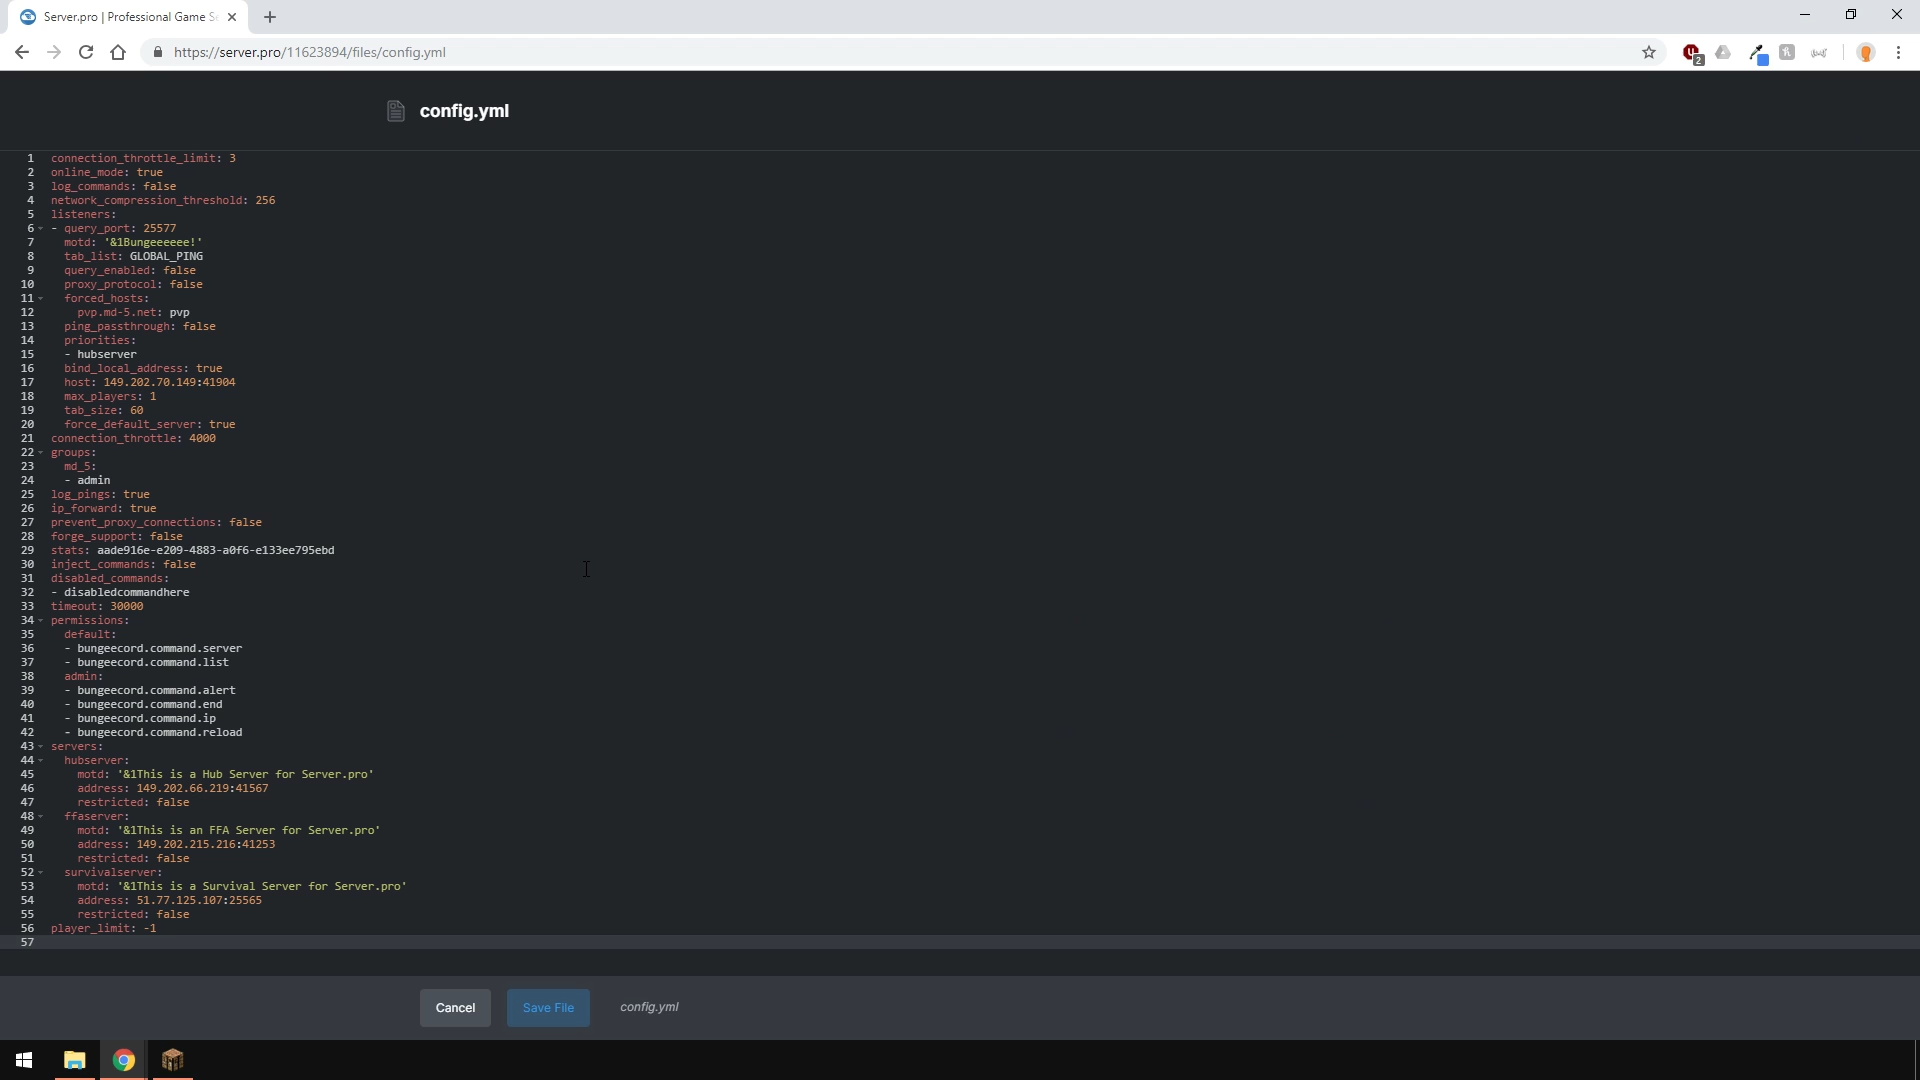 Server.pro | Professional Game Se
https://server.pro/11623894/files/config.yml
2
config.yml
1 connection_throttle_limit: 3
2 online_mode: true
3 log_commands: false
4 network_compression_threshold: 256
5 listeners:
6 - query_port: 25577
7 motd: '&1Bungeeeeee!'
8 tab_list: GLOBAL_PING
9 query_enabled: false
10 proxy_protocol: false
11 forced_hosts:
12 pvp.md-5.net: pvp
13 ping_passthrough: false
14 priorities:
15 - hubserver
16 bind_local_address: true
17 host: 149.202.70.149:41904
18 max_players: 1
19 tab_size: 60
20 force_default_server: true
21 connection_throttle: 4000
22 groups:
23 md_5:
24 - admin
25 log_pings: true
26 ip_forward: true
27 prevent_proxy_connections: false
28 forge_support: false
29 stats: aade916e-e209-4883-a0f6-e133ee795ebd
30 inject_commands: false
31 disabled_commands:
32 - disabledcommandhere
33 timeout: 30000
34 permissions:
35 default:
36 - bungeecord.command.server
37 - bungeecord.command.list
38 admin:
39 - bungeecord.command.alert
40 - bungeecord.command.end
41 - bungeecord.command.ip
42 - bungeecord.command.reload
43 servers:
44 hubserver:
45 motd: '&1This is a Hub Server for Server.pro'
46 address: 149.202.66.219:41567
47 restricted: false
48 ffaserver:
49 motd: '&1This is an FFA Server for Server.pro'
50 address: 149.202.215.216:41253
51 restricted: false
52 survivalserver:
53 motd: '&1This is a Survival Server for Server.pro'
54 address: 51.77.125.107:25565
55 restricted: false
56 player_limit: -1
57
Cancel Save File config.yml